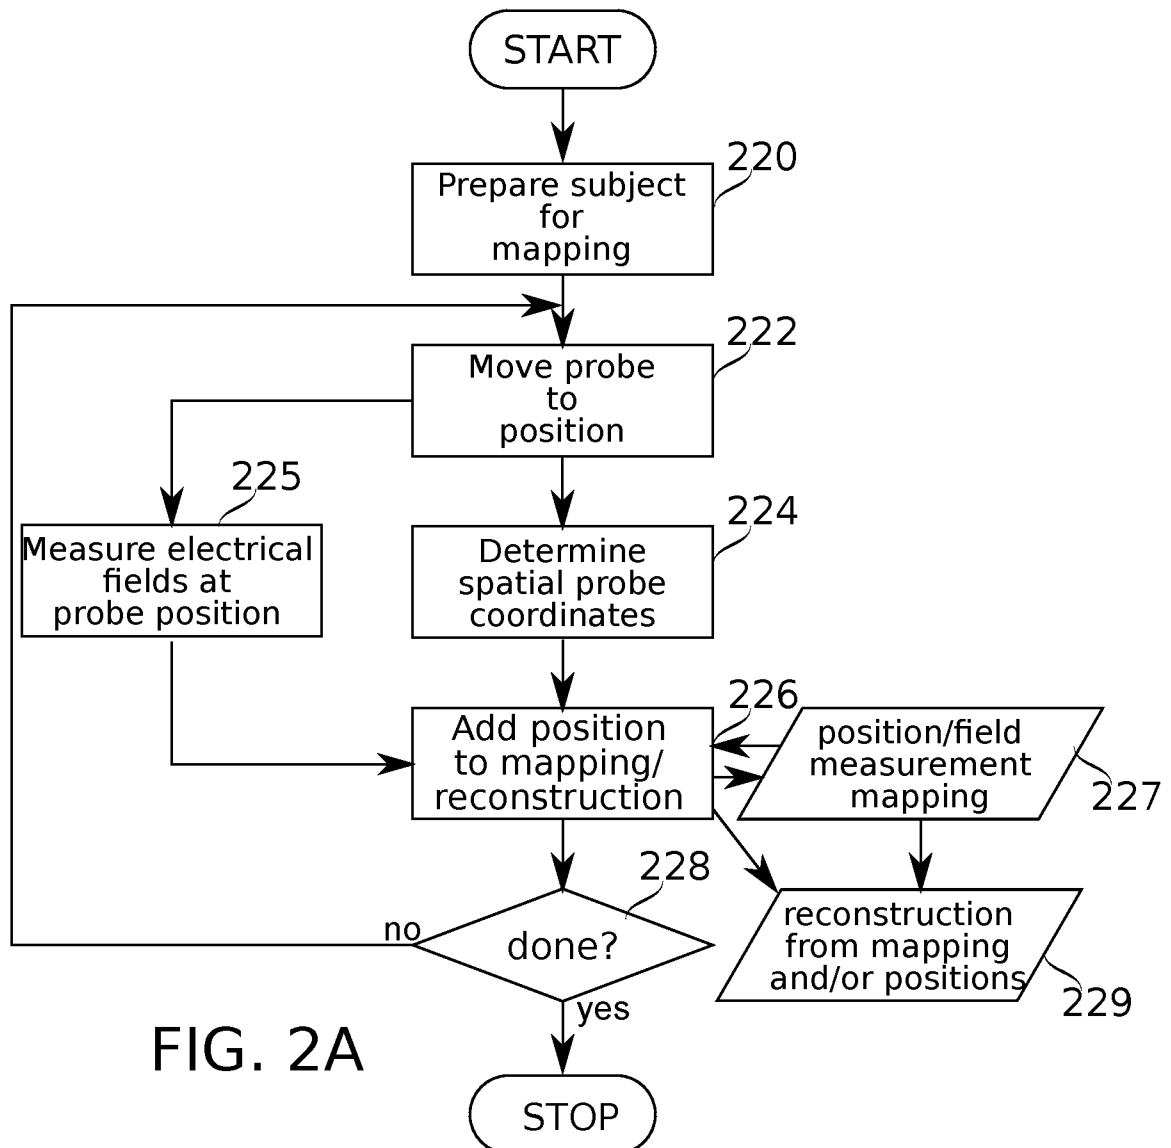 START
220
Prepare subject
for
mapping
222
Move probe
to
position
225
Measure electrical
fields at
probe position
224
Determine
spatial probe
coordinates
226
Add position
to mapping/
reconstruction
position/field
measurement
mapping
227
228
no
done?
yes
reconstruction
from mapping
and/or positions
229
FIG. 2A
STOP